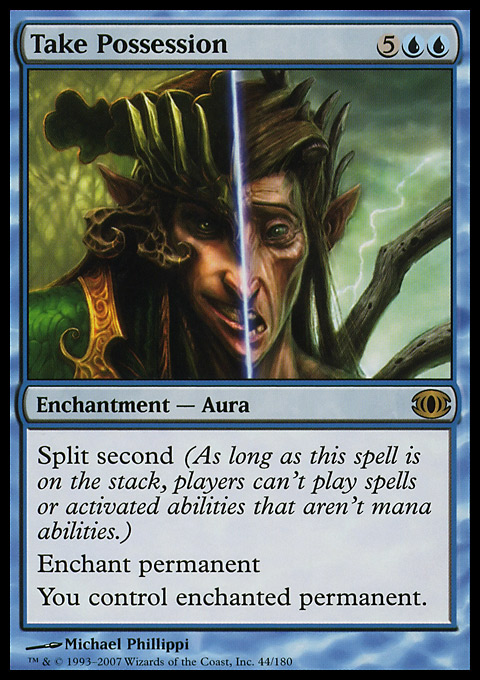 Take Possession 5
Enchantment — Aura
Split second (As long as this spell is
on the stack, players can't play spells
or activated abilities that aren't mana
abilities.)
Enchant permanent
You control enchanted permanent.
Michael Phillippi
™ & © 1993–2007 Wizards of the Coast, Inc. 44/180